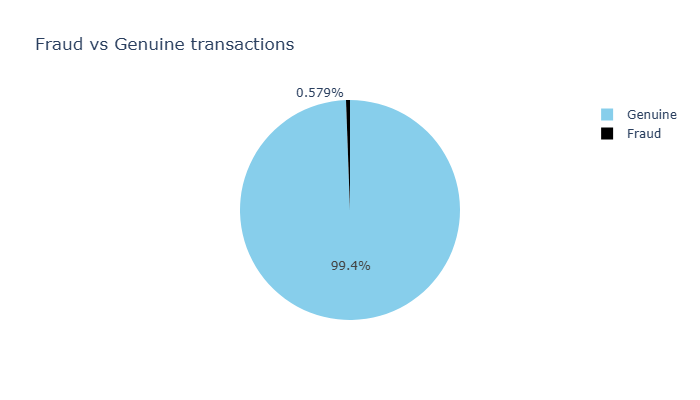 Fraud vs Genuine transactions
0.579%
Genuine
Fraud
99.4%